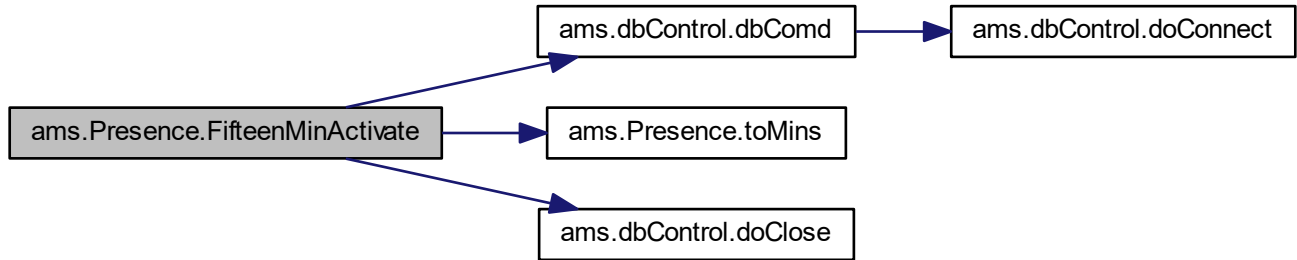 ams.dbControl.dbComd
ams.dbControl.doConnect
ams.Presence.FifteenMinActivate
ams.Presence.toMins
ams.dbControl.doClose